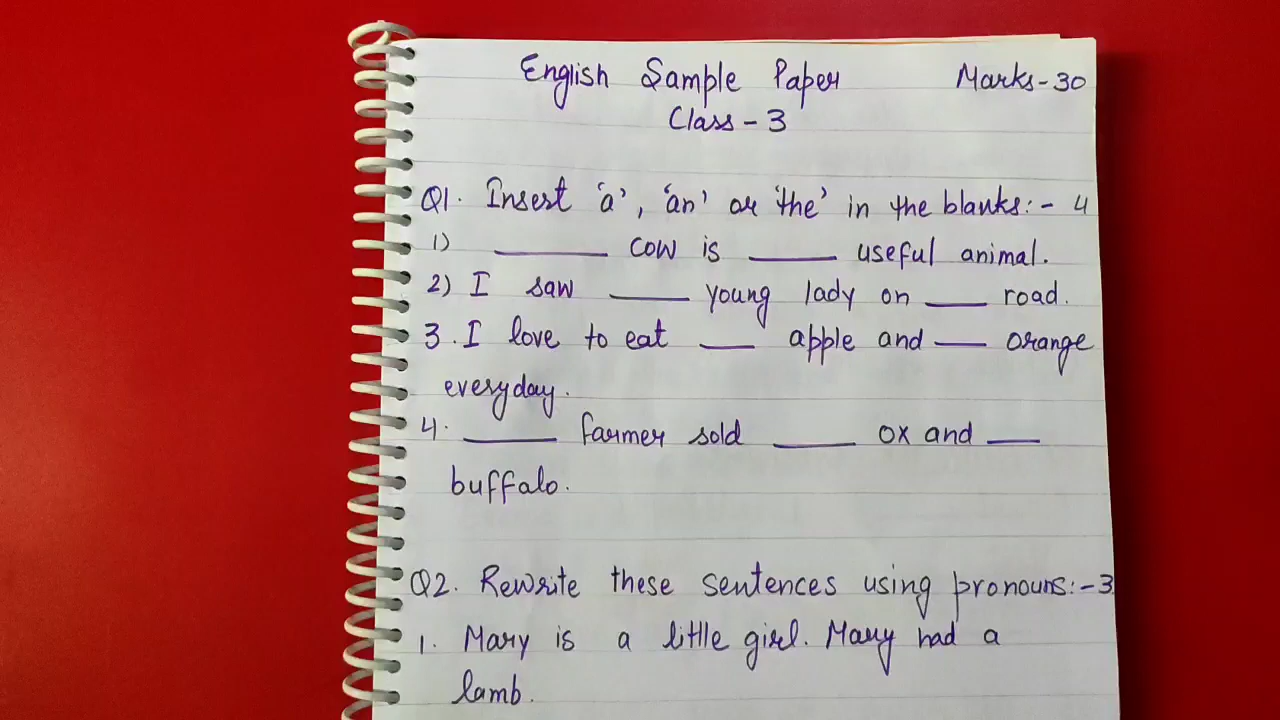 English Sample Paper Marks-30
Class-3
Q1. Insert 'a', 'an' or 'the' in the blanks:- 4
1) ______ cow is ______ useful animal.
2) I saw ______ young lady on ____ road.
3. I love to eat ____ apple and ____ orange
everyday.
4. ______ farmer sold ______ ox and ____
buffalo.
Q2. Rewrite these sentences using pronouns:-3
1. Mary is a little girl. Mary had a
lamb.